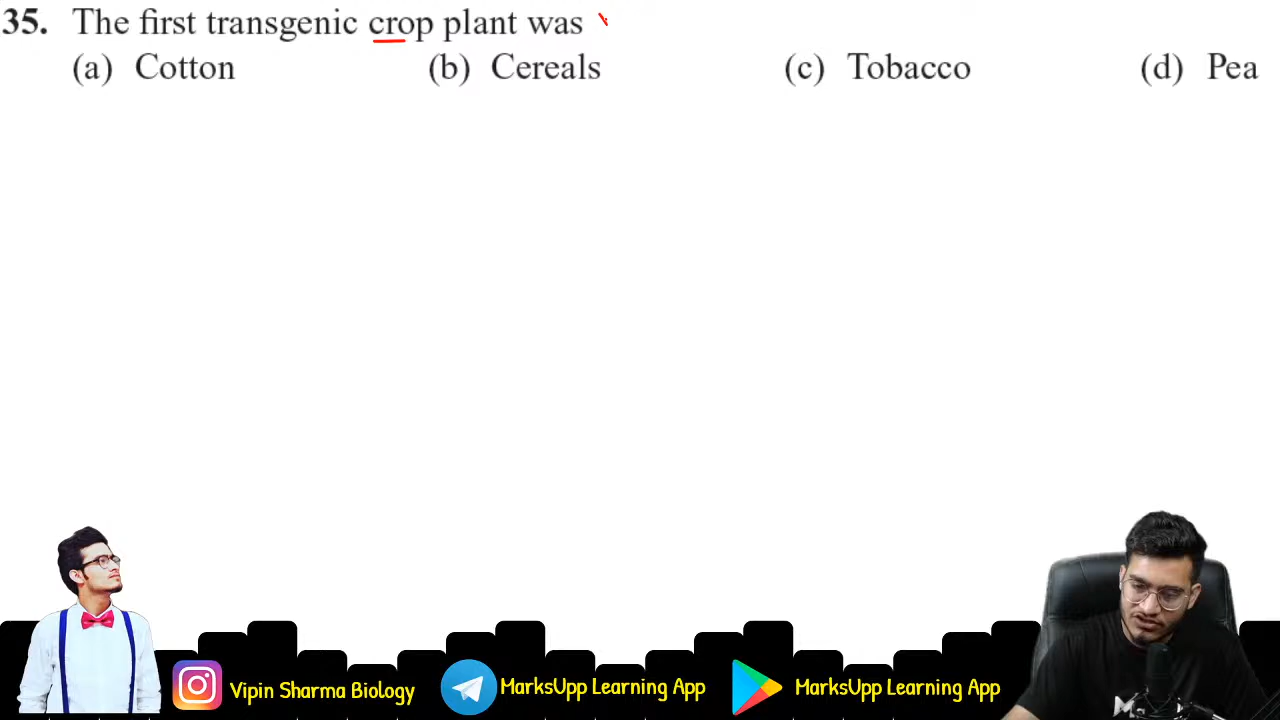 35. The first transgenic crop plant was
(a) Cotton (b) Cereals (c) Tobacco (d) Pea
Vipin Sharma Biology MarksUpp Learning App MarksUpp Learning App